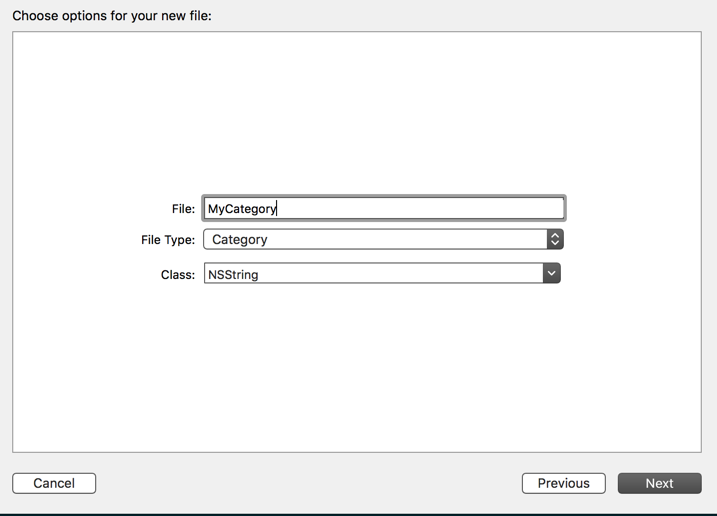 Choose options for your new file:
File: MyCategory
File Type: Category
Class: NSString
Cancel Previous Next